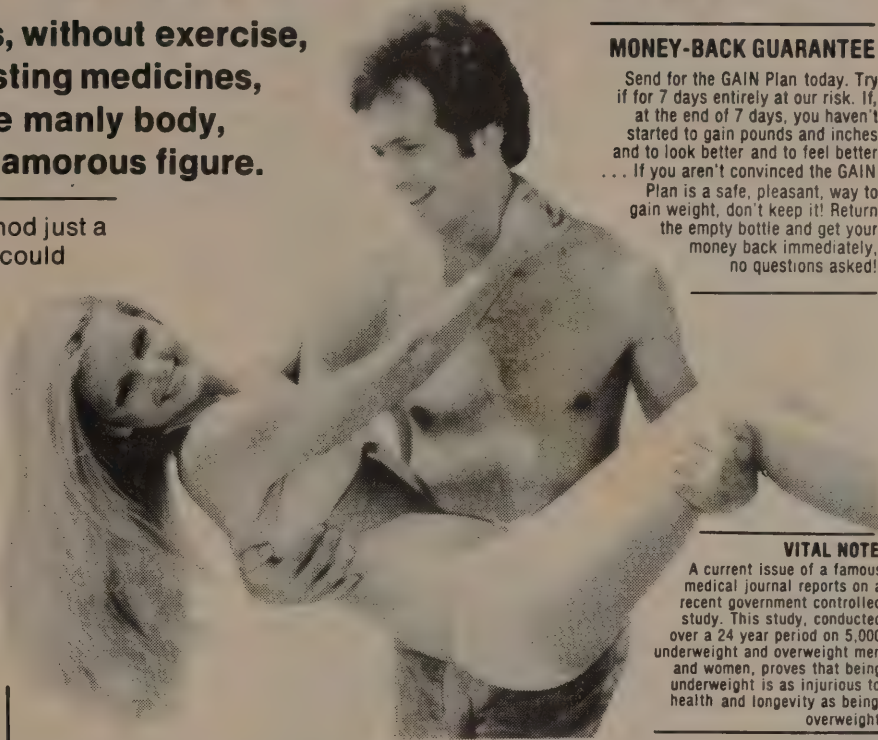 s, without exercise,
sting medicines,
e manly body,
amorous figure.
nod just a
could
MONEY-BACK GUARANTEE
Send for the GAIN Plan today. Try
if for 7 days entirely at our risk. If,
at the end of 7 days, you haven't
started to gain pounds and inches
and to look better and to feel better
. . . If you aren't convinced the GAIN
Plan is a safe, pleasant, way to
gain weight, don't keep it! Return
the empty bottle and get your
money back immediately,
no questions asked!
VITAL NOTE
A current issue of a famous
medical journal reports on a
recent government controlled
study. This study, conducted
over a 24 year period on 5,000
underweight and overweight men
and women, proves that being
underweight is as injurious to
health and longevity as being
overweight